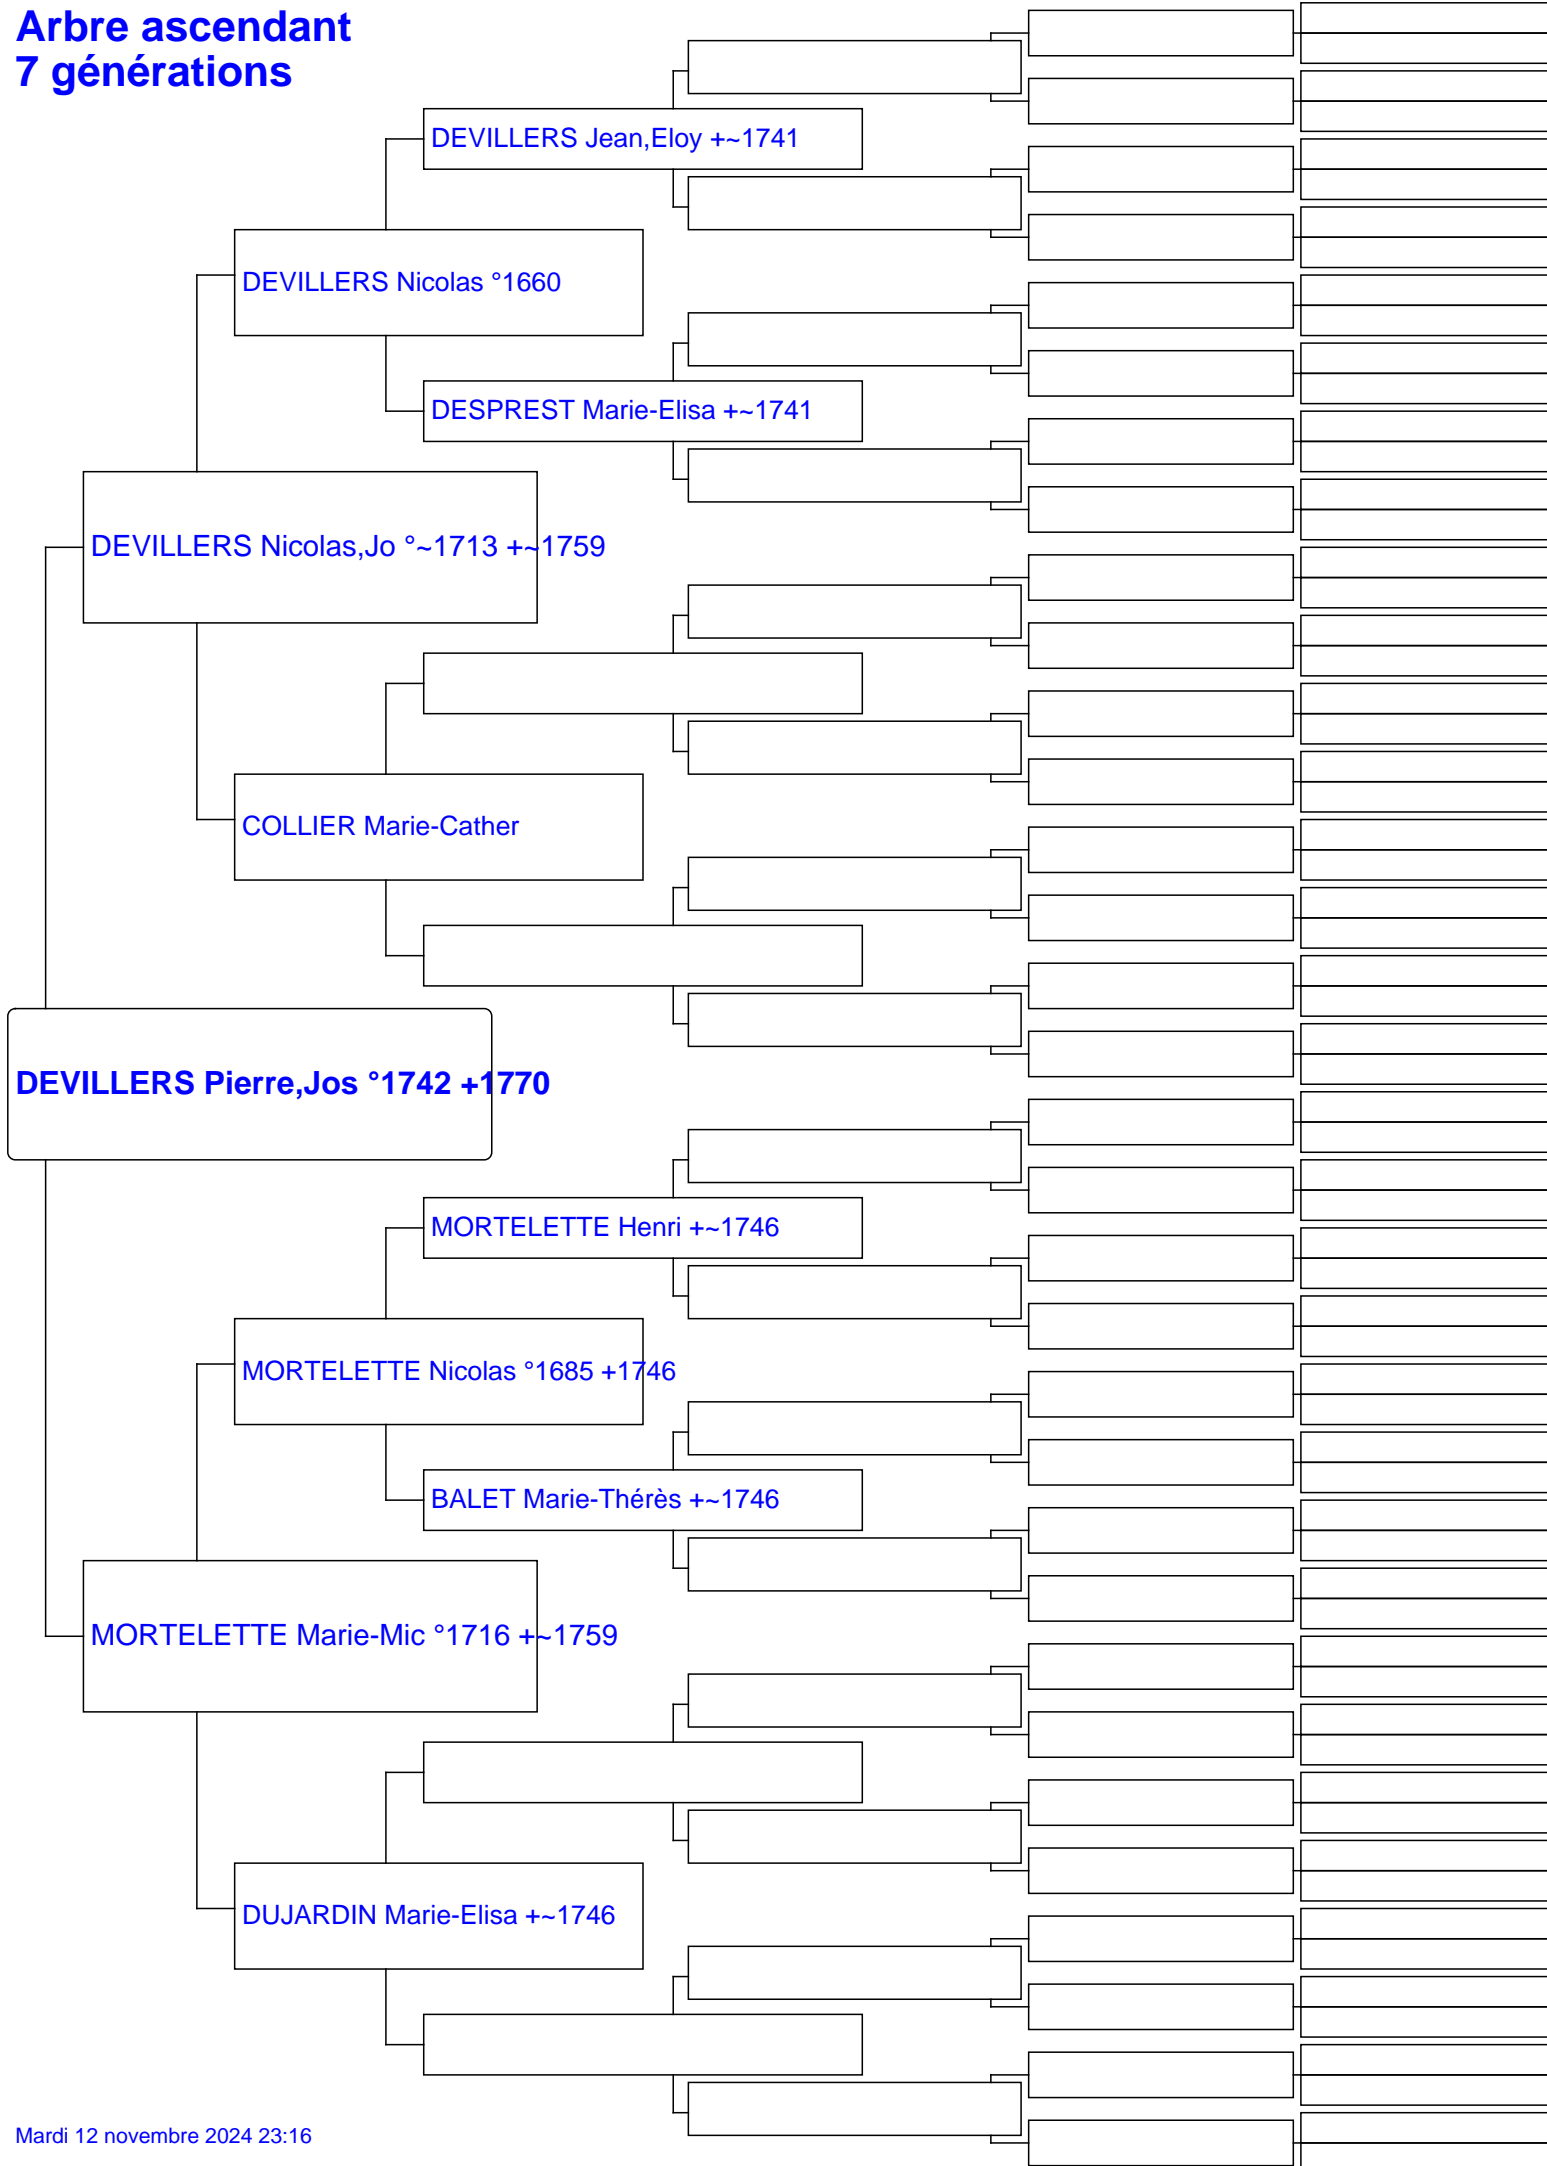 Arbre ascendant
7 générations
DEVILLERS Jean,Eloy +~1741
DEVILLERS Nicolas °1660
DESPREST Marie-Elisa +~1741
DEVILLERS Nicolas,Jo °~1713 +~1759
COLLIER Marie-Cather
DEVILLERS Pierre,Jos °1742 +1770
MORTELETTE Henri +~1746
MORTELETTE Nicolas °1685 +1746
BALET Marie-Thérès +~1746
MORTELETTE Marie-Mic °1716 +~1759
DUJARDIN Marie-Elisa +~1746
Mardi 12 novembre 2024 23:16